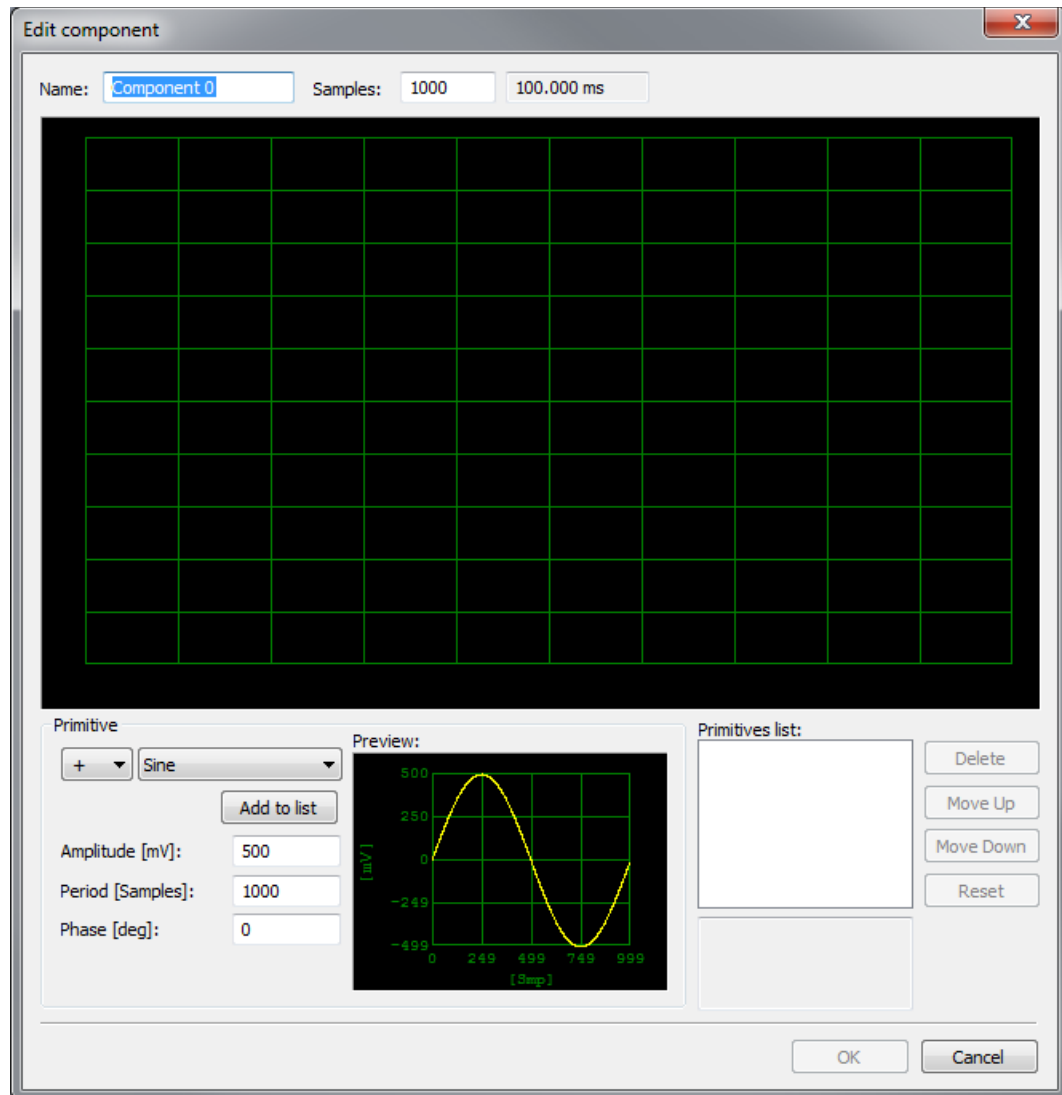 Edit component
Name: Component 0 Samples: 1000 100.000 ms
Primitive
+ Sine
Add to list
Amplitude [mV]: 500
Period [Samples]: 1000
Phase [deg]: 0
Preview:
500
250
0
-249
-499
[mV]
0 249 499 749 999
[Smp]
Primitives list:
Delete
Move Up
Move Down
Reset
OK Cancel